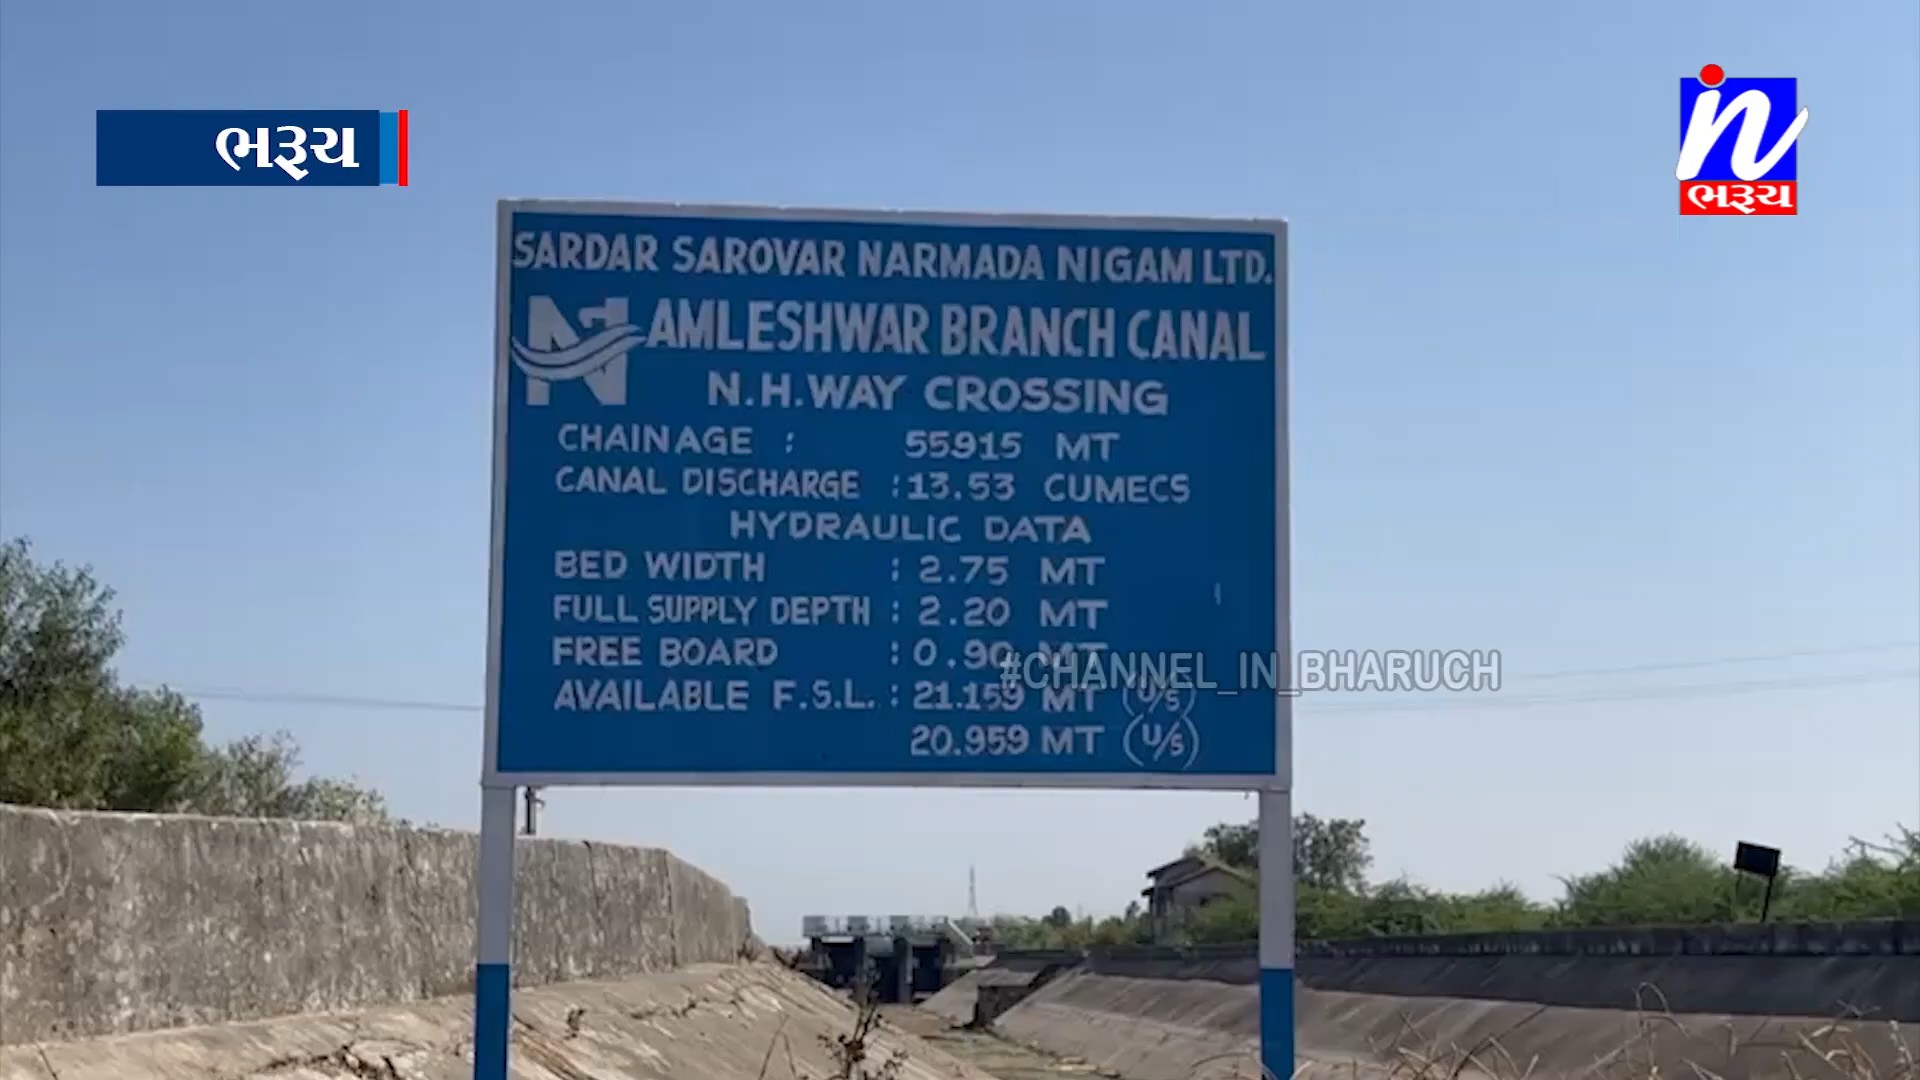 ભરૂચ
in
ભરૂચ
SARDAR SAROVAR NARMADA NIGAM LTD.
AMLESHWAR BRANCH CANAL
N.H.WAY CROSSING
CHAINAGE : 55915 MT
CANAL DISCHARGE : 13.53 CUMECS
HYDRAULIC DATA
BED WIDTH : 2.75 MT
FULL SUPPLY DEPTH : 2.20 MT
FREE BOARD : 0.90 MT
#CHANNEL_IN_BHARUCH
AVAILABLE F.S.L. : 21.159 MT (U/S)
20.959 MT (U/S)